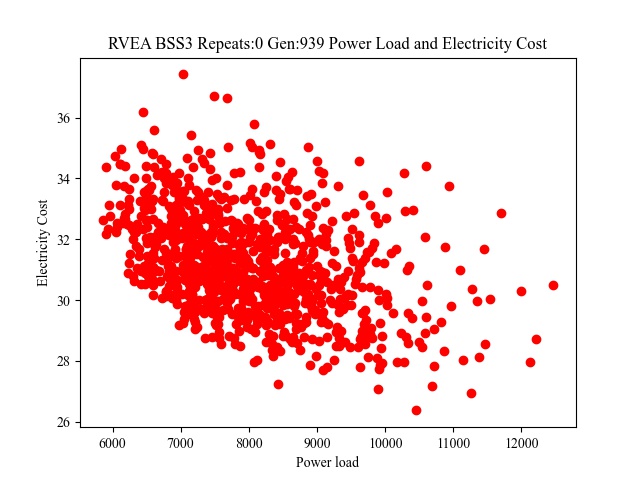 RVEA BSS3 Repeats:0 Gen:939 Power Load and Electricity Cost
Electricity Cost
36
34
32
30
28
26
6000 7000 8000 9000 10000 11000 12000
Power load